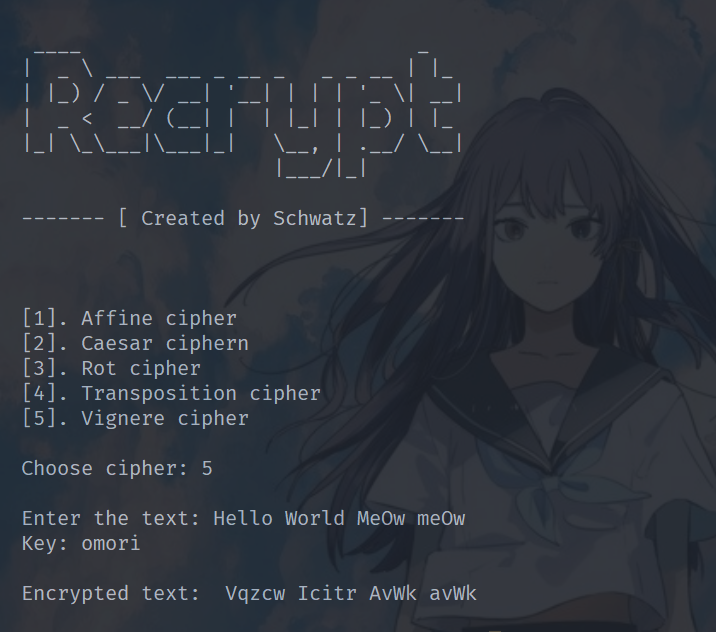 Recrypt
------- [ Created by Schwatz] -------
[1]. Affine cipher
[2]. Caesar ciphern
[3]. Rot cipher
[4]. Transposition cipher
[5]. Vignere cipher
Choose cipher: 5
Enter the text: Hello World MeOw meOw
Key: omori
Encrypted text:  Vqzcw Icitr AvWk avWk